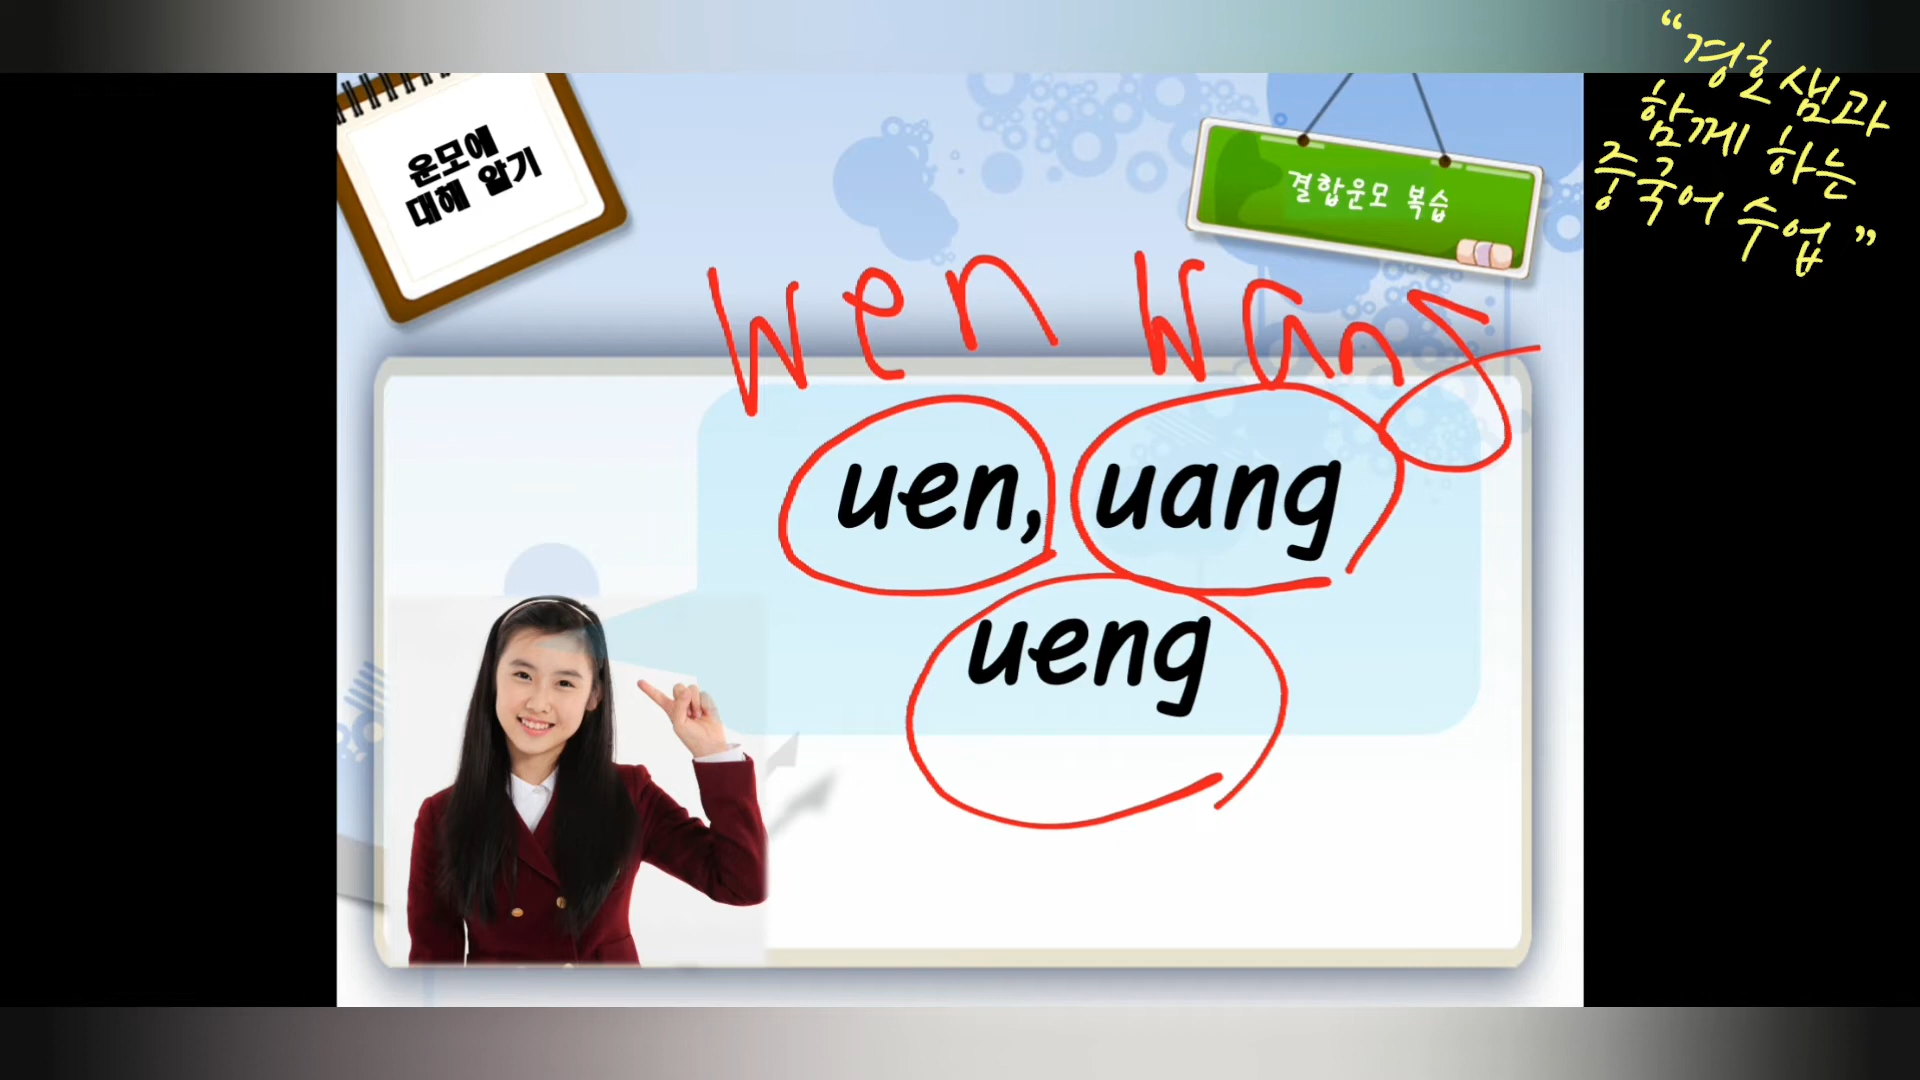 운모에
대해 알기
결합운모 복습
"경호샘과
함께 하는
중국어 수업"
wen wang
uen, uang
ueng